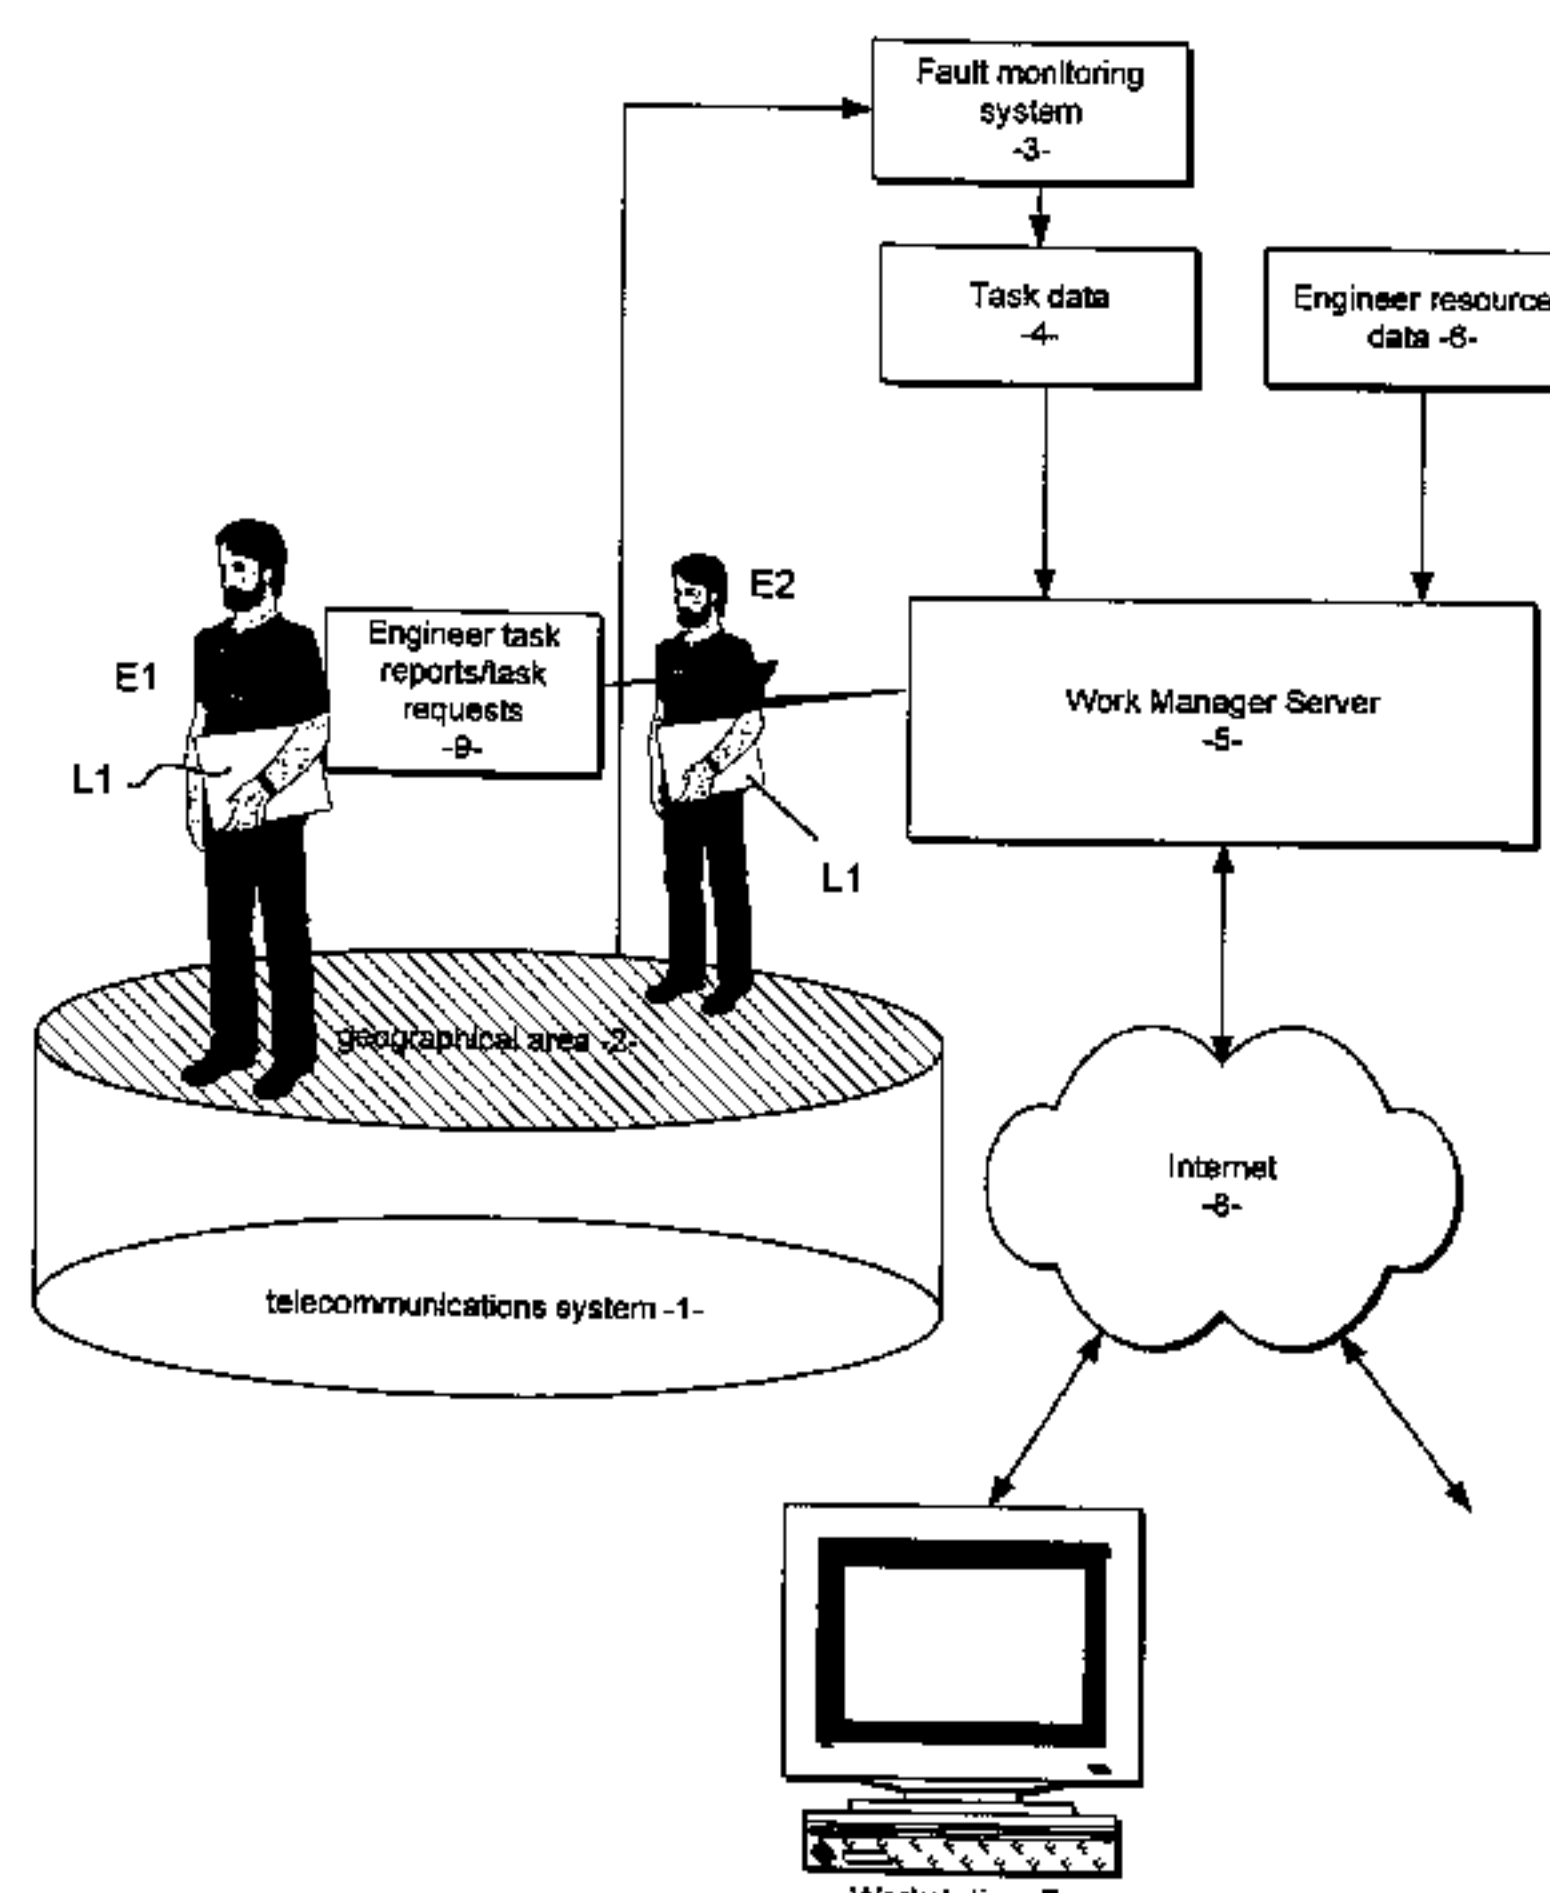 Fault monitoring
system
-3-
Task data
-4-
Engineer resource
data -6-
E2
Engineer task
reports/task
requests
-9-
E1
Work Manager Server
-5-
L1
L1
geographical area -2-
Internet
-8-
telecommunications system -1-